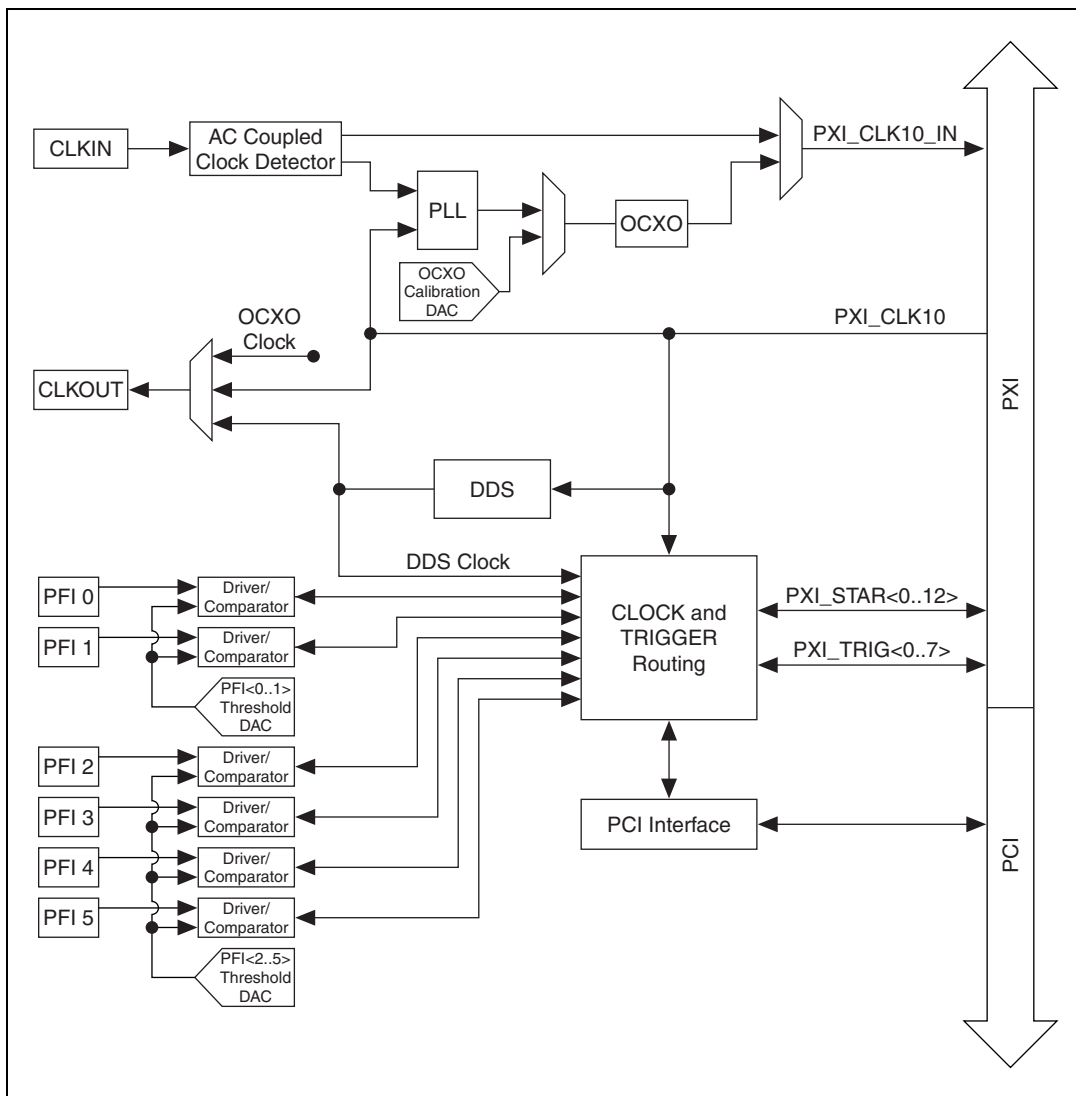 CLKIN
AC Coupled
Clock Detector
PXI_CLK10_IN
PLL
OCXO
OCXO
Calibration
DAC
OCXO
Clock
PXI_CLK10
CLKOUT
PXI
DDS
DDS Clock
PFI 0
Driver/
Comparator
PFI 1
Driver/
Comparator
PFI<0..1>
Threshold
DAC
CLOCK and
TRIGGER
Routing
PXI_STAR<0..12>
PXI_TRIG<0..7>
PFI 2
Driver/
Comparator
PFI 3
Driver/
Comparator
PFI 4
Driver/
Comparator
PFI 5
Driver/
Comparator
PFI<2..5>
Threshold
DAC
PCI Interface
PCI